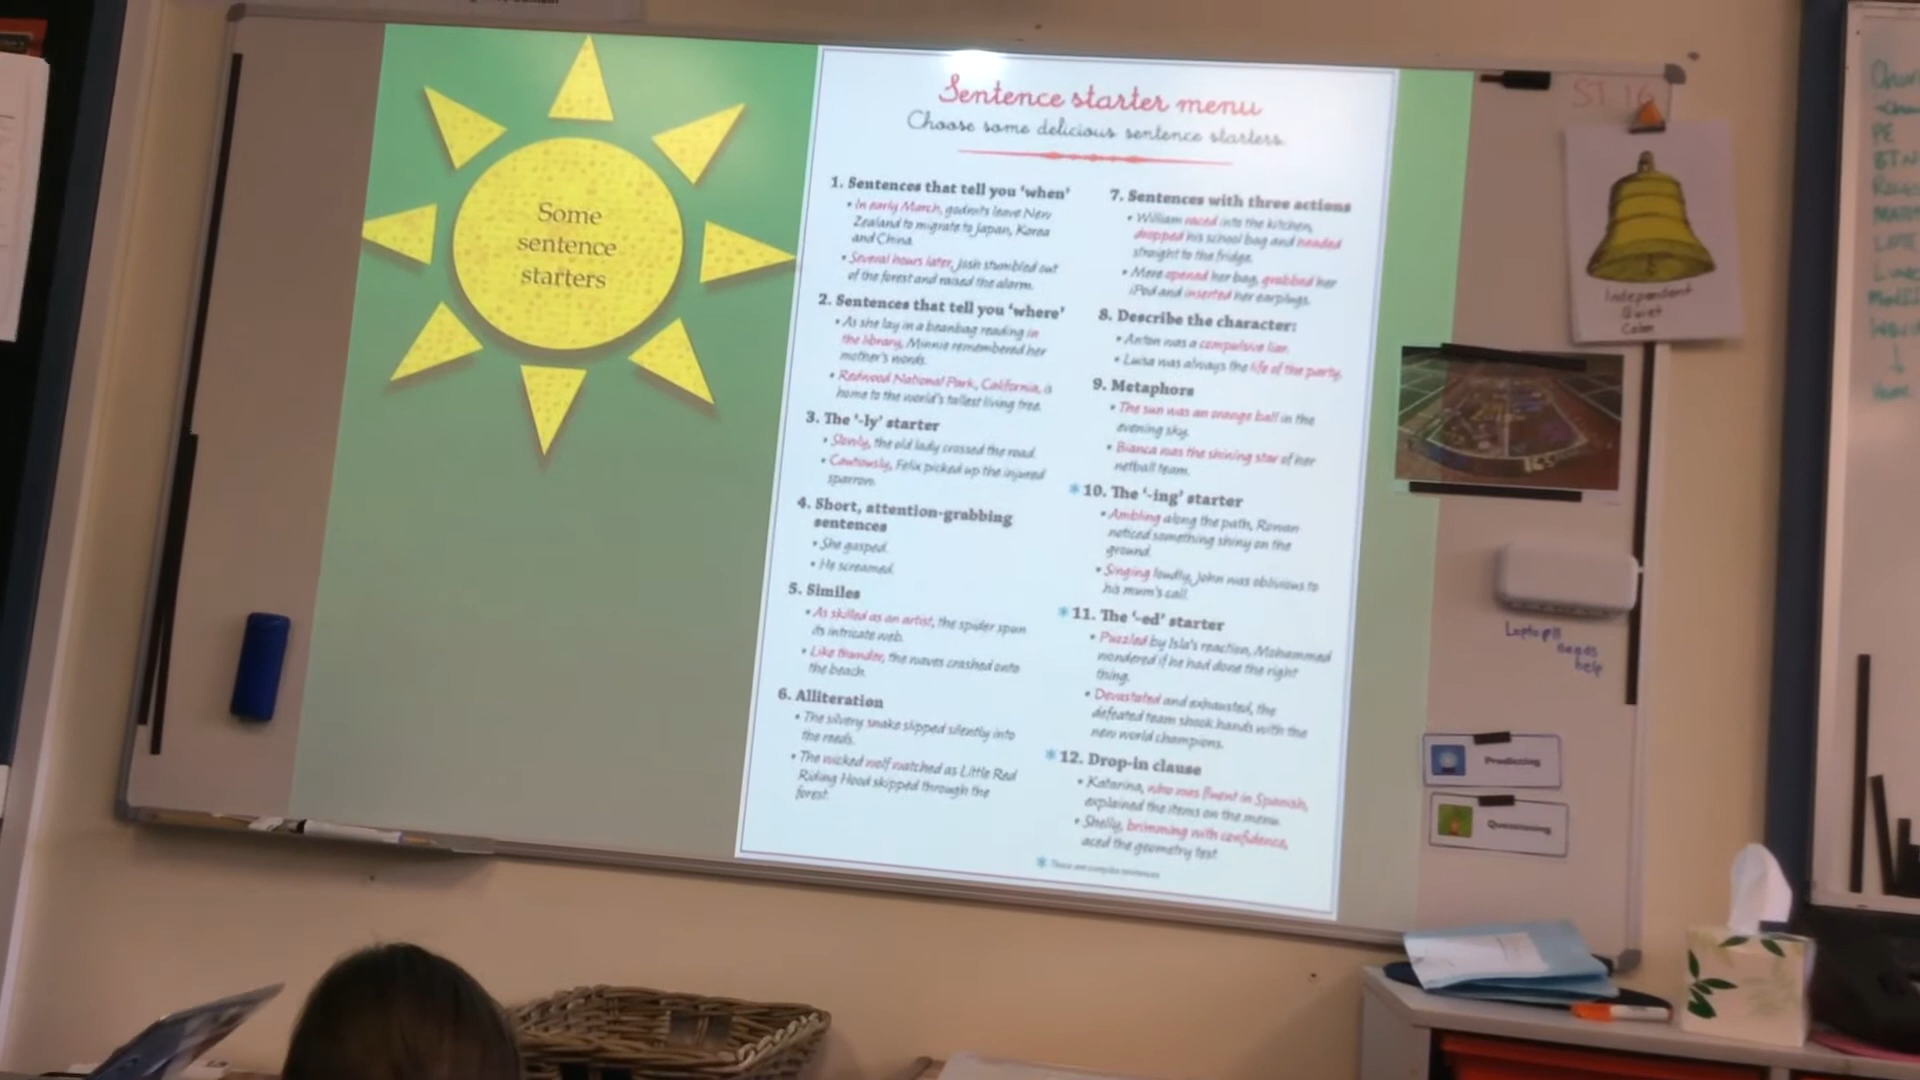 Some
sentence
starters
Sentence starter menu
Choose some delicious sentence starters.
1. Sentences that tell you 'when'
• In early March, godwits leave New
Zealand to migrate to Japan, Korea
and China.
• Several hours later, Josh stumbled out
of the forest and raised the alarm.
2. Sentences that tell you 'where'
• As she lay in a beanbag reading in
the library, Minnie remembered her
mother's words.
• Redwood National Park, California, is
home to the world's tallest living tree.
3. The '-ly' starter
• Slowly, the old lady crossed the road.
• Cautiously, Felix picked up the injured
sparrow.
4. Short, attention-grabbing
sentences
• She gasped.
• He screamed.
5. Similes
• As skilled as an artist, the spider spun
its intricate web.
• Like thunder, the waves crashed onto
the beach.
6. Alliteration
• The silvery snake slipped silently into
the reeds.
• The wicked wolf watched as Little Red
Riding Hood skipped through the
forest.
7. Sentences with three actions
• William raced into the kitchen,
dropped his school bag and headed
straight to the fridge.
• Mere opened her bag, grabbed her
iPod and inserted her earplugs.
8. Describe the character:
• Anton was a compulsive liar.
• Luisa was always the life of the party.
9. Metaphors
• The sun was an orange ball in the
evening sky.
• Bianca was the shining star of her
netball team.
* 10. The '-ing' starter
• Ambling along the path, Ronan
noticed something shiny on the
ground.
• Singing loudly, John was oblivious to
his mum's call.
* 11. The '-ed' starter
• Puzzled by Isla's reaction, Mohammed
wondered if he had done the right
thing.
• Devastated and exhausted, the
defeated team shook hands with the
new world champions.
* 12. Drop-in clause
• Katarina, who was fluent in Spanish,
explained the items on the menu.
• Shelly, brimming with confidence,
aced the geometry test.
* These are complex sentences
ST 16
Independent
Quiet
Calm
needs
help
Predicting
Questioning
PE
BTN